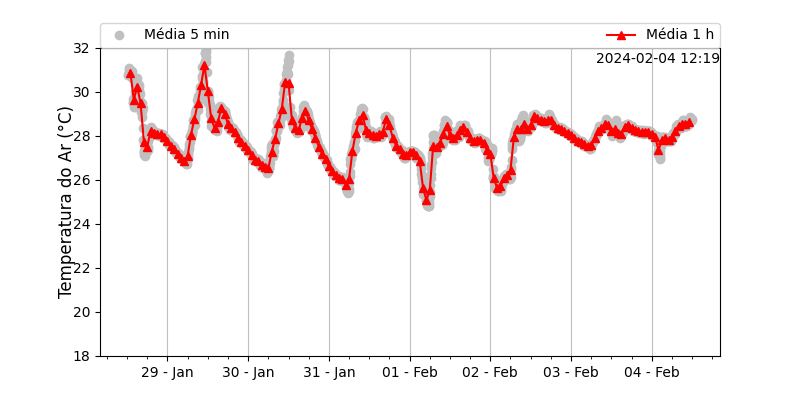 Média 5 min
Média 1 h
2024-02-04 12:19
Temperatura do Ar (°C)
32
30
28
26
24
22
20
18
29 - Jan
30 - Jan
31 - Jan
01 - Feb
02 - Feb
03 - Feb
04 - Feb